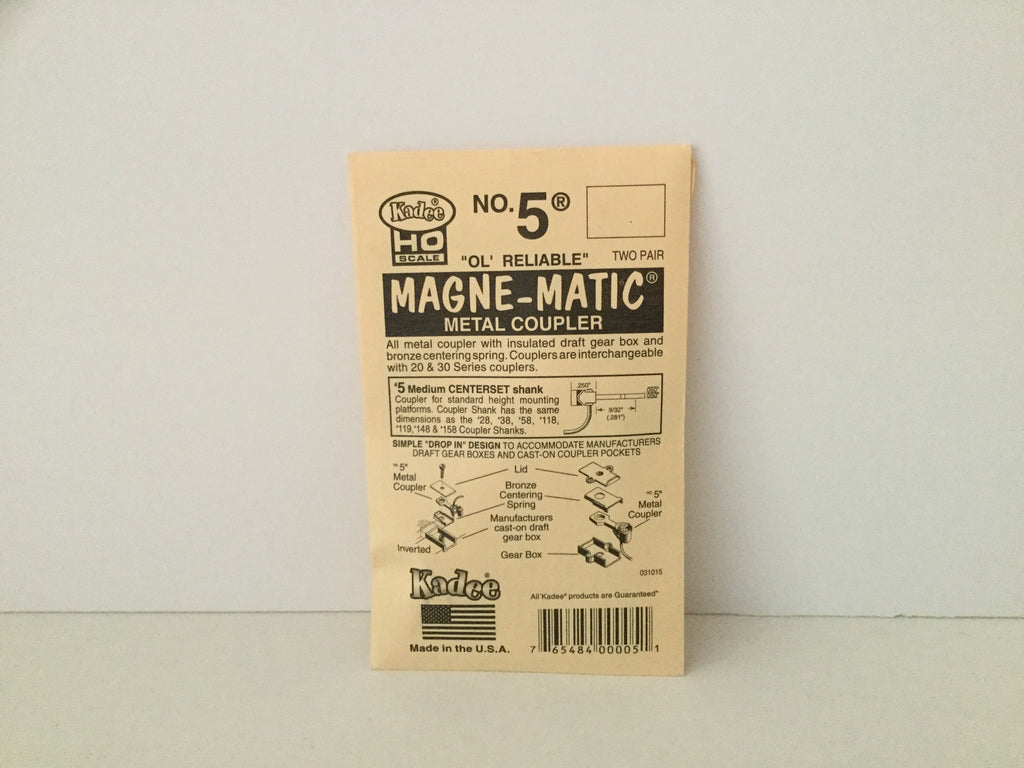 Kadee®
HO
SCALE
NO. 5®
"OL' RELIABLE"
TWO PAIR
MAGNE-MATIC®
METAL COUPLER
All metal coupler with insulated draft gear box and
bronze centering spring. Couplers are interchangeable
with 20 & 30 Series couplers.
#5 Medium CENTERSET shank
Coupler for standard height mounting
platforms. Coupler Shank has the same
dimensions as the #28, #38, #58, #118,
#119, #148 & #158 Coupler Shanks.
.250"
9/32"
(.281")
.050"
SIMPLE "DROP IN" DESIGN TO ACCOMMODATE MANUFACTURERS
DRAFT GEAR BOXES AND CAST-ON COUPLER POCKETS
NO. 5®
Metal
Coupler
Lid
Bronze
Centering
Spring
Manufacturers
cast-on draft
gear box
Inverted
Gear Box
NO. 5®
Metal
Coupler
031015
Kadee®
All Kadee® products are Guaranteed
Made in the U.S.A.
7 65484 00005 1